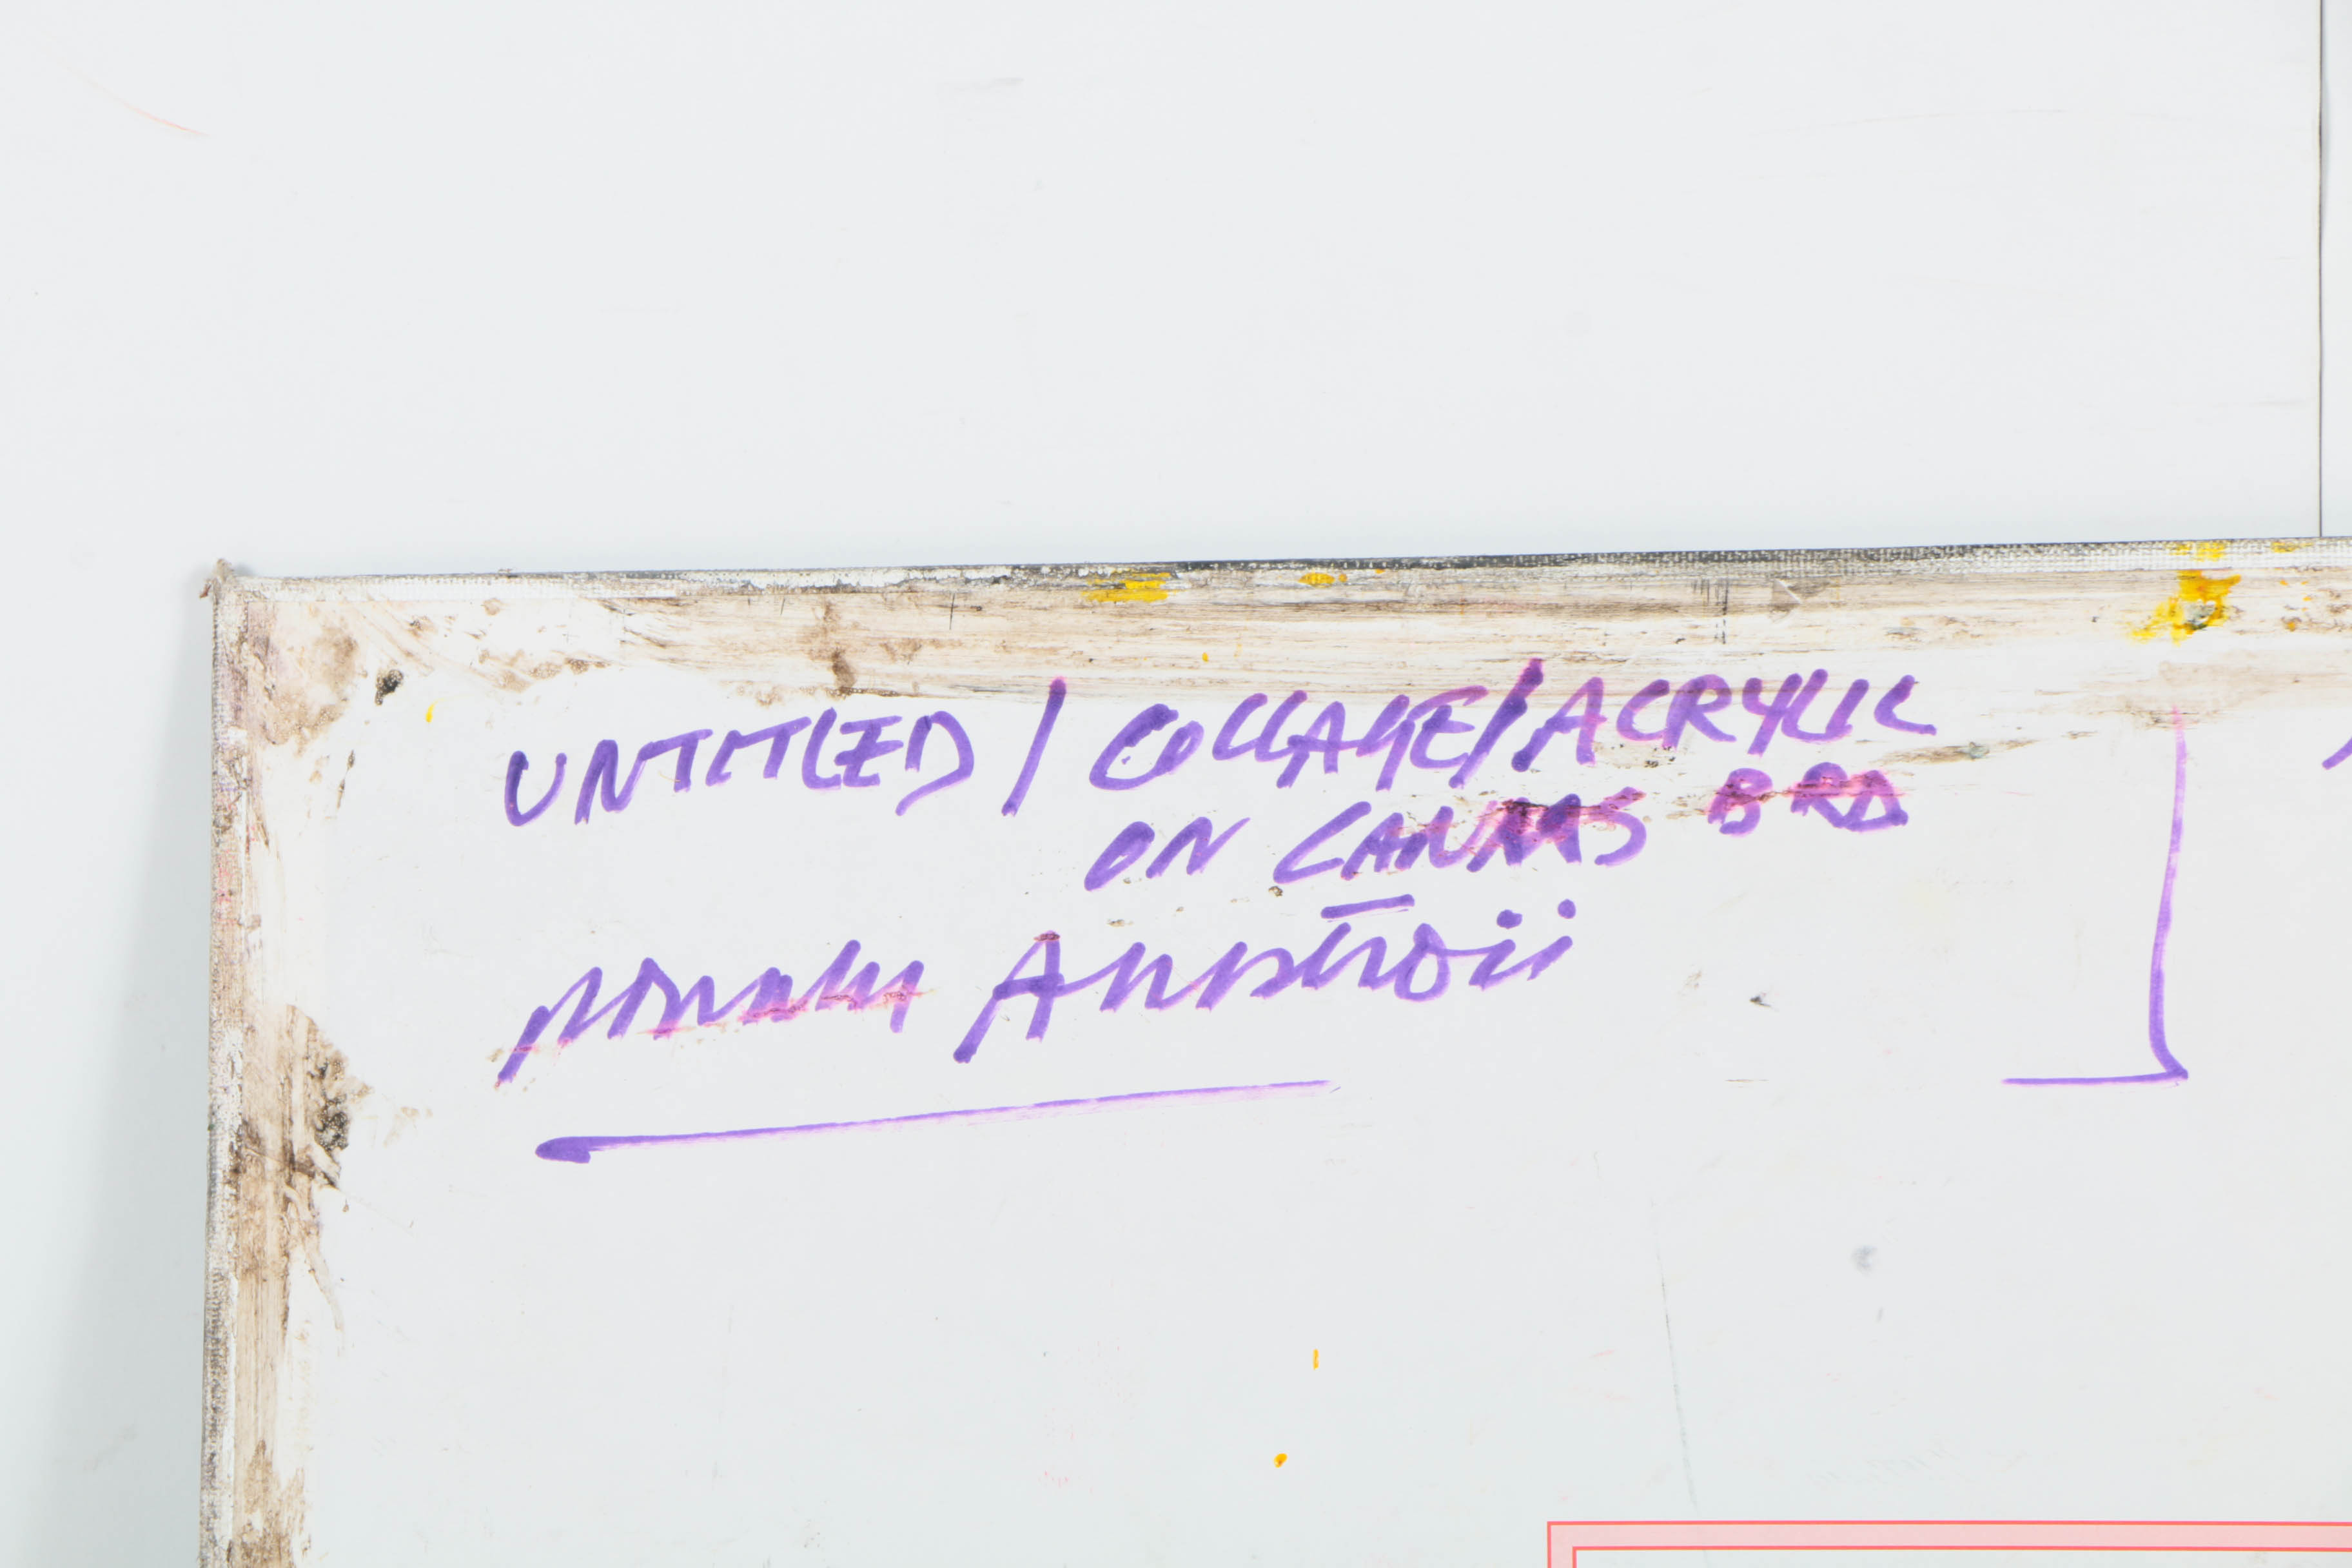 UNTITLED / COLLAGE/ACRYLIC
ON CANVAS BRD